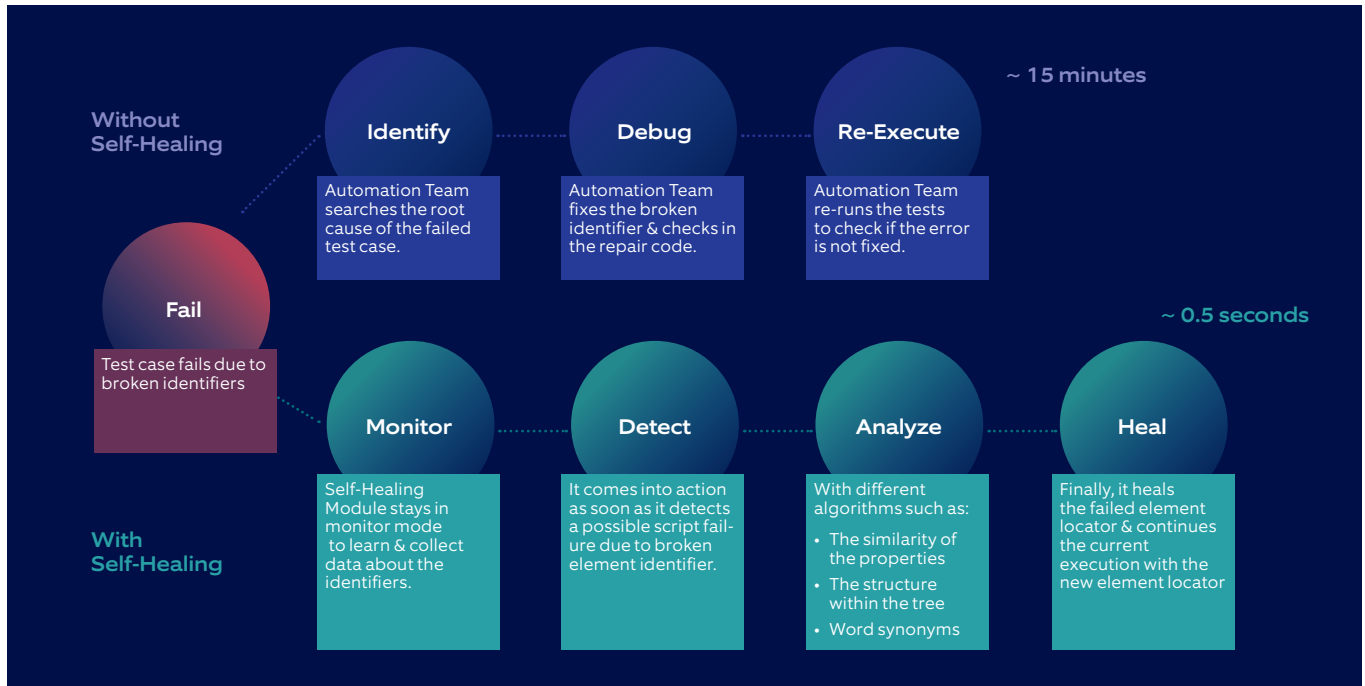 ~ 15 minutes
Without
Self-Healing
Identify
Automation Team
searches the root
cause of the failed
test case.
Debug
Automation Team
fixes the broken
identifier & checks in
the repair code.
Re-Execute
Automation Team
re-runs the tests
to check if the error
is not fixed.
Fail
Test case fails due to
broken identifiers
~ 0.5 seconds
With
Self-Healing
Monitor
Self-Healing
Module stays in
monitor mode
to learn & collect
data about the
identifiers.
Detect
It comes into action
as soon as it detects
a possible script fail-
ure due to broken
element identifier.
Analyze
With different
algorithms such as:
• The similarity of
the properties
• The structure
within the tree
• Word synonyms
Heal
Finally, it heals
the failed element
locator & continues
the current
execution with the
new element locator